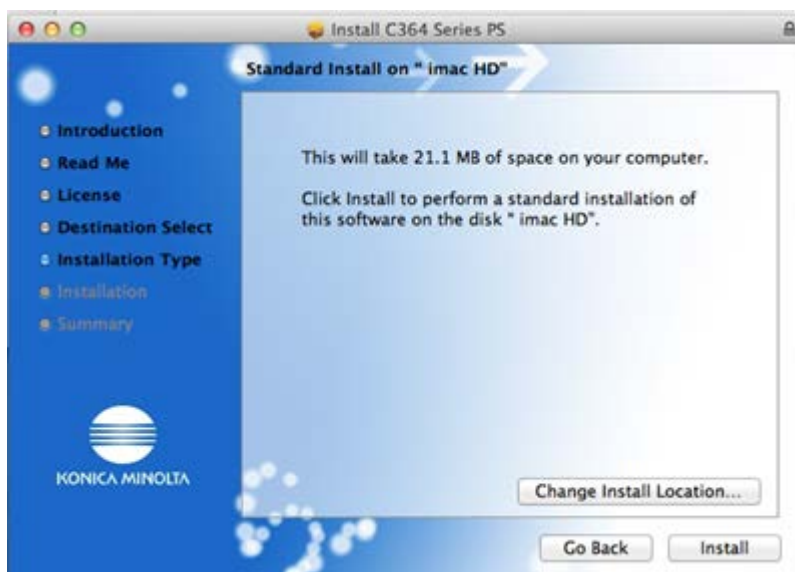 Install C364 Series PS
Standard Install on " imac HD"
Introduction
Read Me
License
Destination Select
Installation Type
Installation
Summary
This will take 21.1 MB of space on your computer.
Click Install to perform a standard installation of
this software on the disk " imac HD".
KONICA MINOLTA
Change Install Location...
Go Back
Install